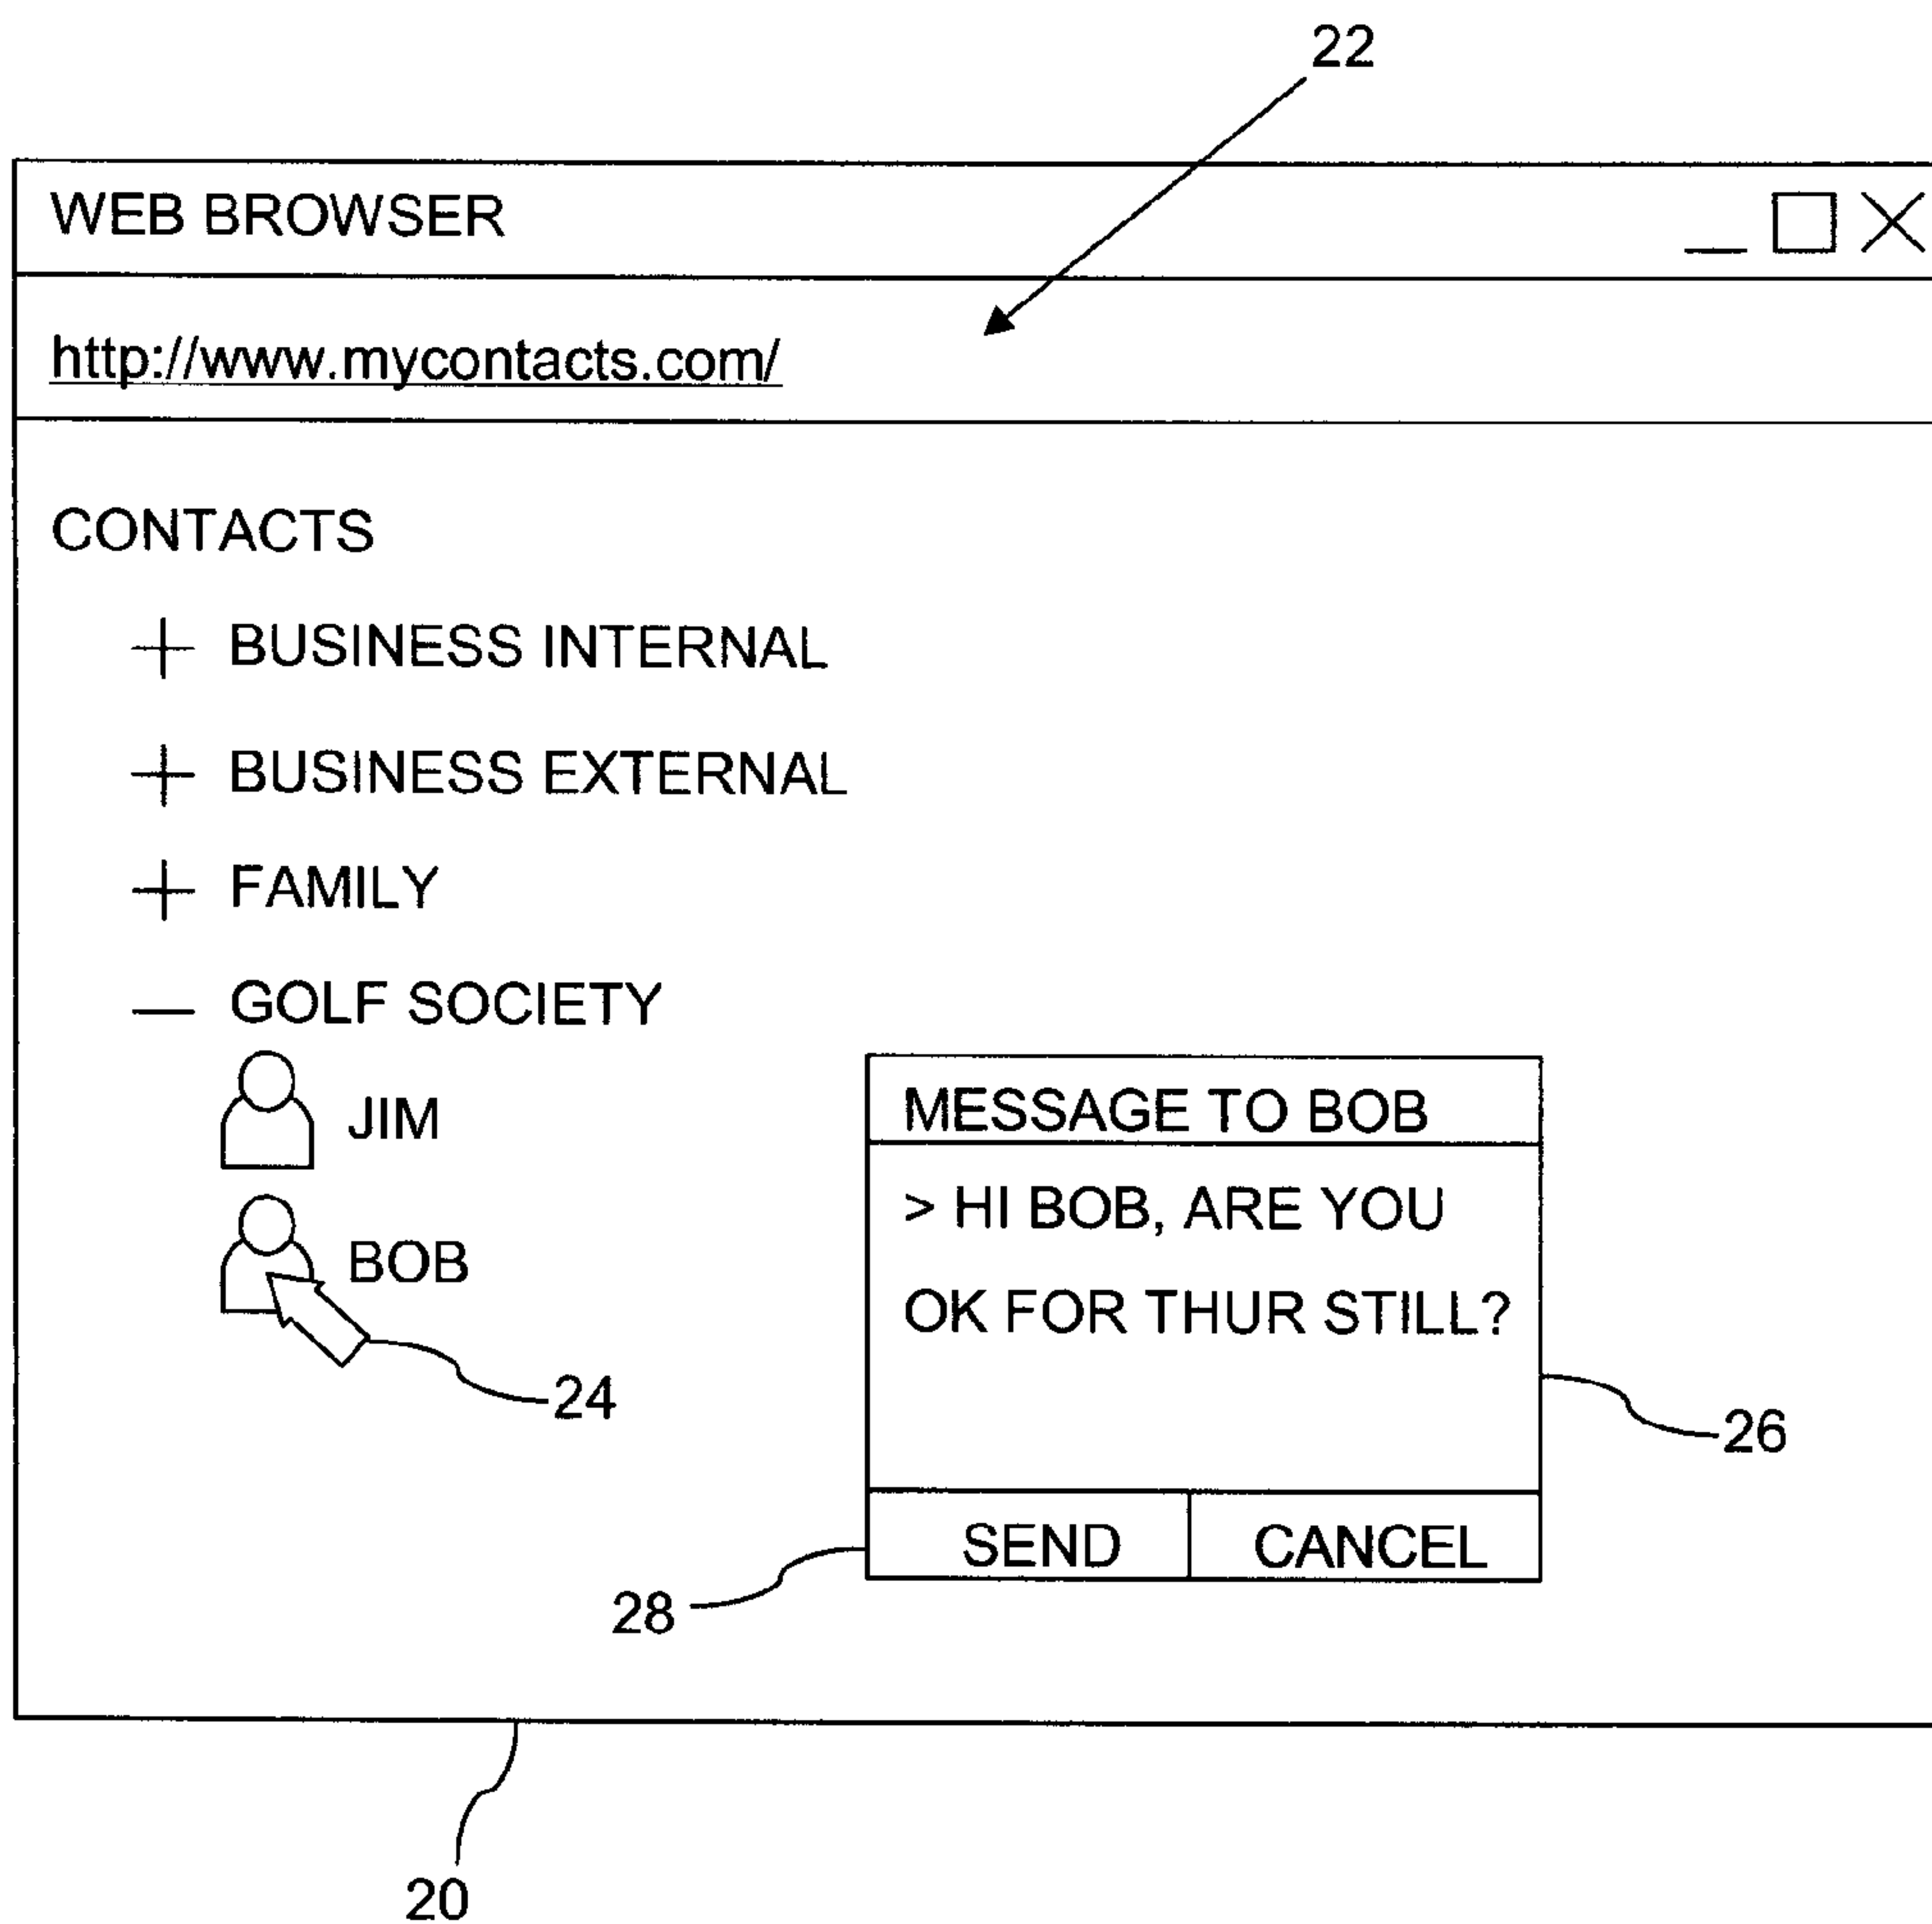 22
WEB BROWSER
http://www.mycontacts.com/
CONTACTS
+ BUSINESS INTERNAL
+ BUSINESS EXTERNAL
+ FAMILY
— GOLF SOCIETY
JIM
BOB
24
MESSAGE TO BOB
> HI BOB, ARE YOU
OK FOR THUR STILL?
26
SEND CANCEL
28
20